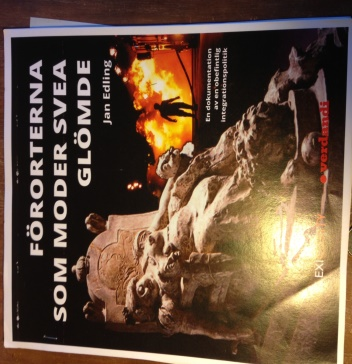 FÖRORTERNA
SOM MODER SVEA
GLÖMDE
Jan Edling
En dokumentation
av en obefintlig
integrationspolitik
verdandi